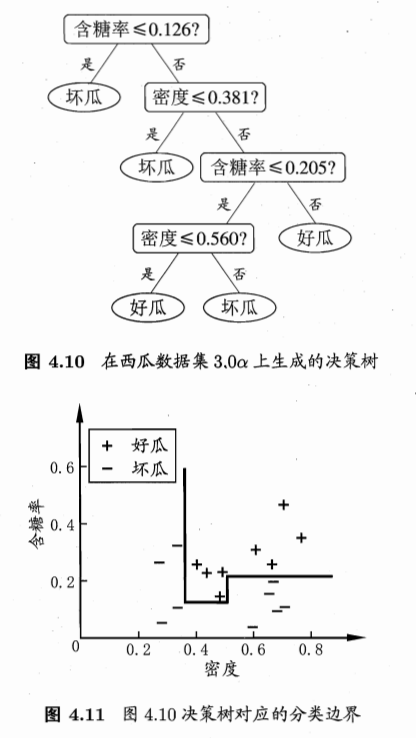 含糖率≤0.126?
是 否
坏瓜 密度≤0.381?
是 否
坏瓜 含糖率≤0.205?
是 否
密度≤0.560? 好瓜
是 否
好瓜 坏瓜
图 4.10 在西瓜数据集 3.0α 上生成的决策树
+ 好瓜
− 坏瓜
0.6
0.4
0.2
含糖率
0 0.2 0.4 0.6 0.8
密度
图 4.11 图 4.10 决策树对应的分类边界